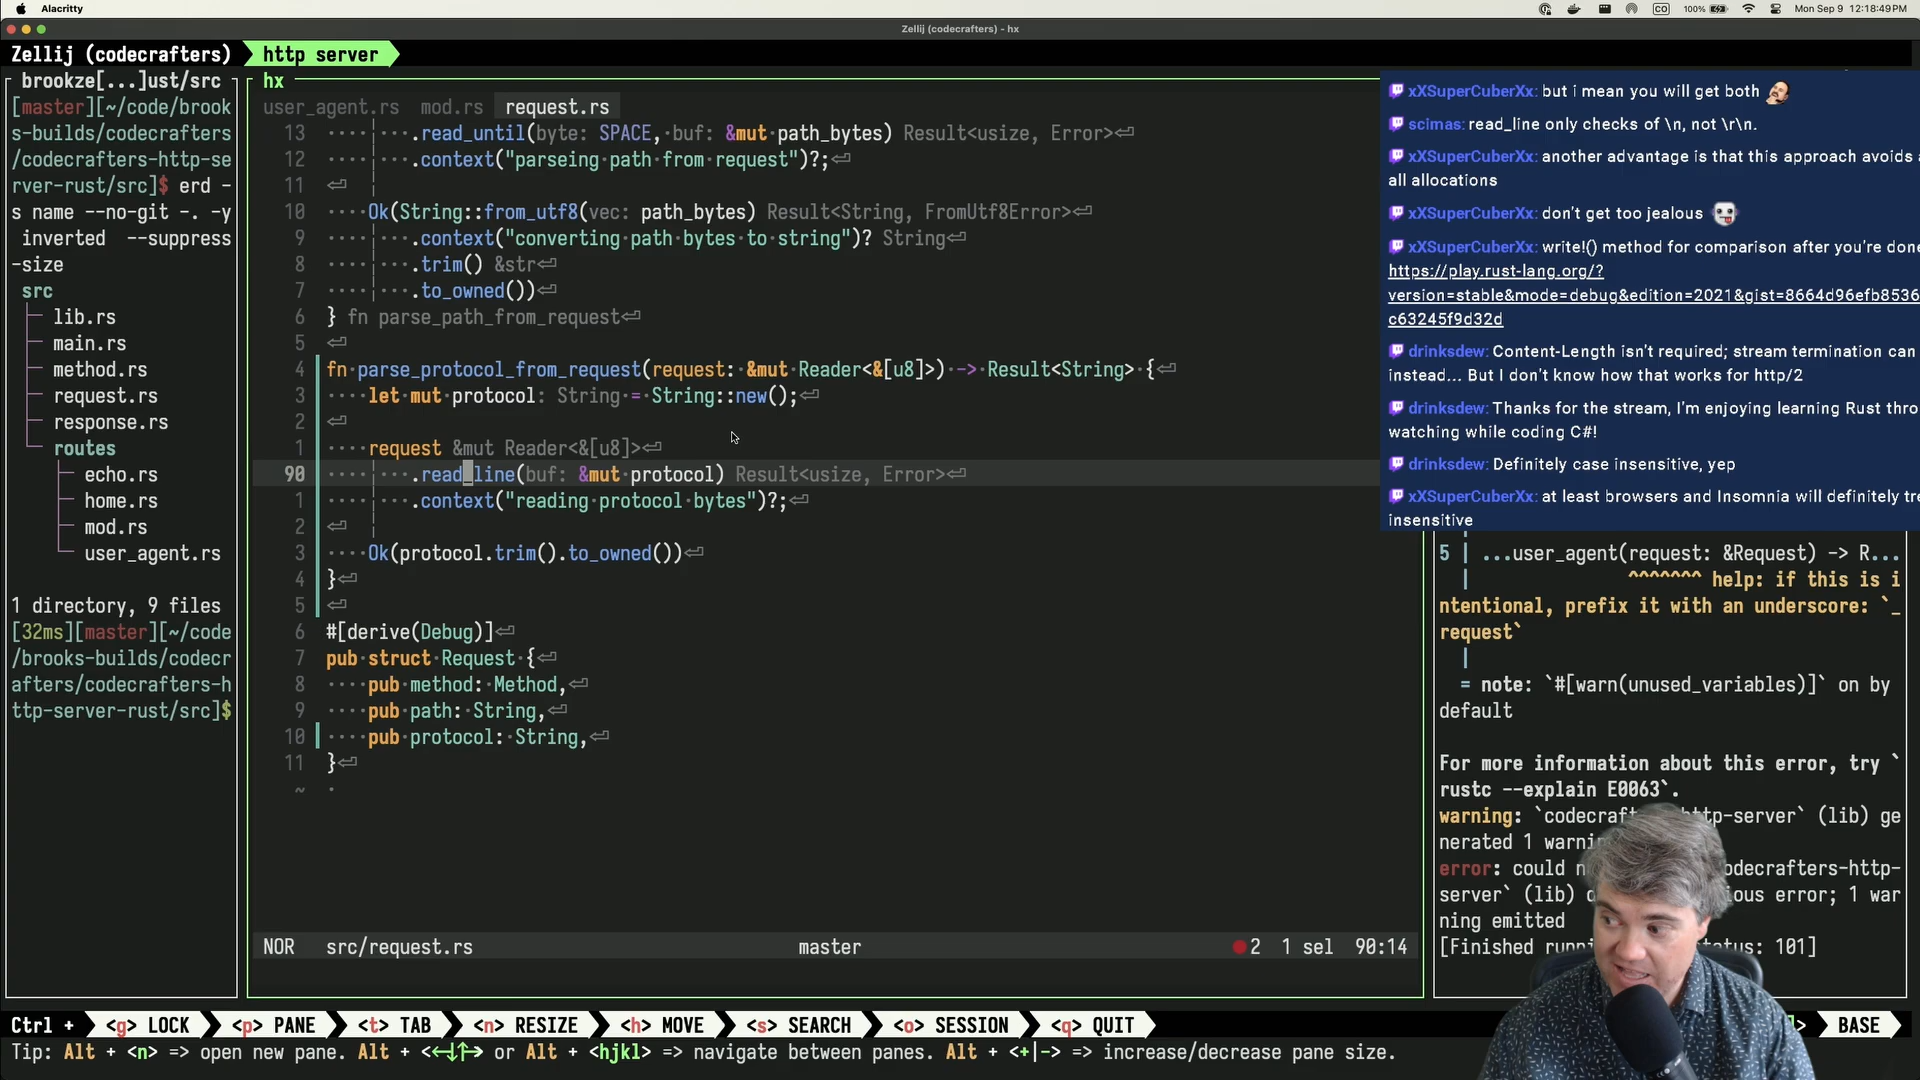 Alacritty
CO
100%
Mon Sep 9 12:18:49PM
Zellij (codecrafters) - hx
Zellij (codecrafters)
http server
brookze[...]ust/src
[master][~/code/brook
s-builds/codecrafters
/codecrafters-http-se
rver-rust/src]$ erd -
s name --no-git -. -y
inverted --suppress
-size
src
lib.rs
main.rs
method.rs
request.rs
response.rs
routes
echo.rs
home.rs
mod.rs
user_agent.rs
1 directory, 9 files
[32ms][master][~/code
/brooks-builds/codecr
afters/codecrafters-h
ttp-server-rust/src]$
hx
user_agent.rs mod.rs request.rs
13 ····¦···.read_until(byte: SPACE,·buf: &mut·path_bytes) Result<usize, Error>⏎
12 ····¦···.context("parseing·path·from·request")?;⏎
11 ⏎
10 ····Ok(String::from_utf8(vec: path_bytes) Result<String, FromUtf8Error>⏎
9 ····¦···.context("converting·path·bytes·to·string")? String⏎
8 ····¦···.trim() &str⏎
7 ····¦···.to_owned())⏎
6 } fn parse_path_from_request⏎
5 ⏎
4 fn·parse_protocol_from_request(request:·&mut·Reader<&[u8]>)·->·Result<String>·{⏎
3 ····let·mut·protocol: String·=·String::new();⏎
2 ⏎
1 ····request &mut Reader<&[u8]>⏎
90 ····¦···.read_line(buf: &mut·protocol) Result<usize, Error>⏎
1 ····¦···.context("reading·protocol·bytes")?;⏎
2 ⏎
3 ····Ok(protocol.trim().to_owned())⏎
4 }⏎
5 ⏎
6 #[derive(Debug)]⏎
7 pub·struct·Request·{⏎
8 ····pub·method:·Method,⏎
9 ····pub·path:·String,⏎
10 ····pub·protocol:·String,⏎
11 }⏎
~ ·
NOR src/request.rs master 2 1 sel 90:14
xXSuperCuberXx: but i mean you will get both
scimas: read_line only checks of \n, not \r\n.
xXSuperCuberXx: another advantage is that this approach avoids a
all allocations
xXSuperCuberXx: don't get too jealous
xXSuperCuberXx: write!() method for comparison after you're done
https://play.rust-lang.org/?
version=stable&mode=debug&edition=2021&gist=8664d96efb8536
c63245f9d32d
drinksdew: Content-Length isn't required; stream termination can
instead... But I don't know how that works for http/2
drinksdew: Thanks for the stream, I'm enjoying learning Rust thro
watching while coding C#!
drinksdew: Definitely case insensitive, yep
xXSuperCuberXx: at least browsers and Insomnia will definitely tre
insensitive
5 | ...user_agent(request: &Request) -> R...
| ^^^^^^^ help: if this is i
ntentional, prefix it with an underscore: `_
request`
|
= note: `#[warn(unused_variables)]` on by
default
For more information about this error, try `
rustc --explain E0063`.
warning: `codecraf ttp-server` (lib) ge
nerated 1 warni
error: could n odecrafters-http-
server` (lib) d ious error; 1 war
ning emitted
[Finished runni tatus: 101]
Ctrl + <g> LOCK <p> PANE <t> TAB <n> RESIZE <h> MOVE <s> SEARCH <o> SESSION <q> QUIT > BASE
Tip: Alt + <n> => open new pane. Alt + <←↓↑→> or Alt + <hjkl> => navigate between panes. Alt + <+|-> => increase/decrease pane size.